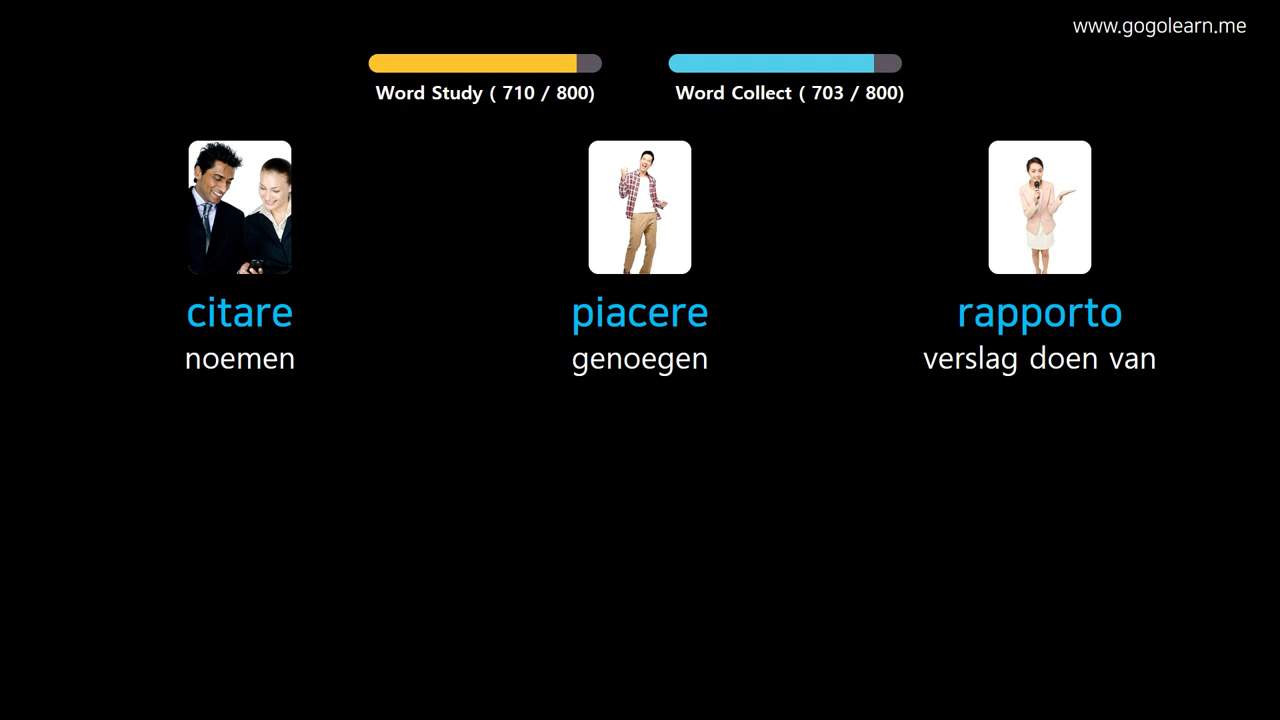 www.gogolearn.me
Word Study ( 710 / 800)
Word Collect ( 703 / 800)
citare
noemen
piacere
genoegen
rapporto
verslag doen van